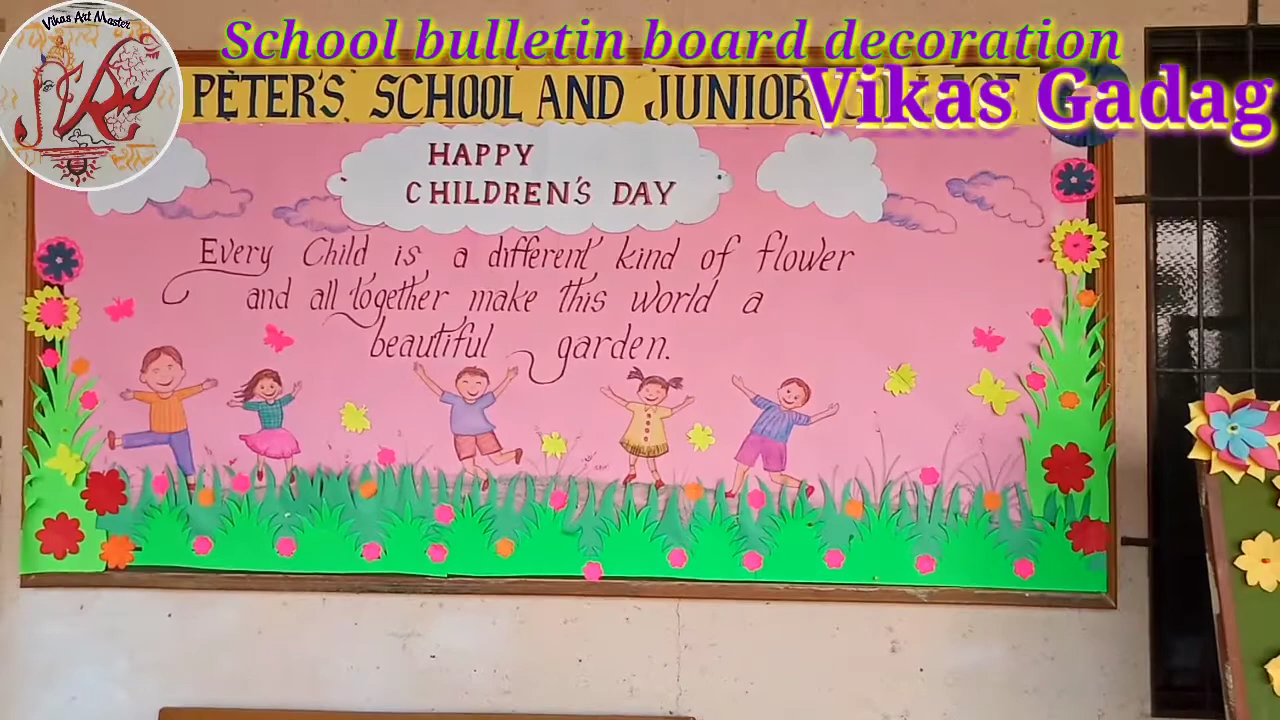 Vikas Art Master
School bulletin board decoration
Vikas Gadag
PETER'S SCHOOL AND JUNIOR
HAPPY
CHILDREN'S DAY
Every Child is a different kind of flower
and all together make this world a
beautiful garden.